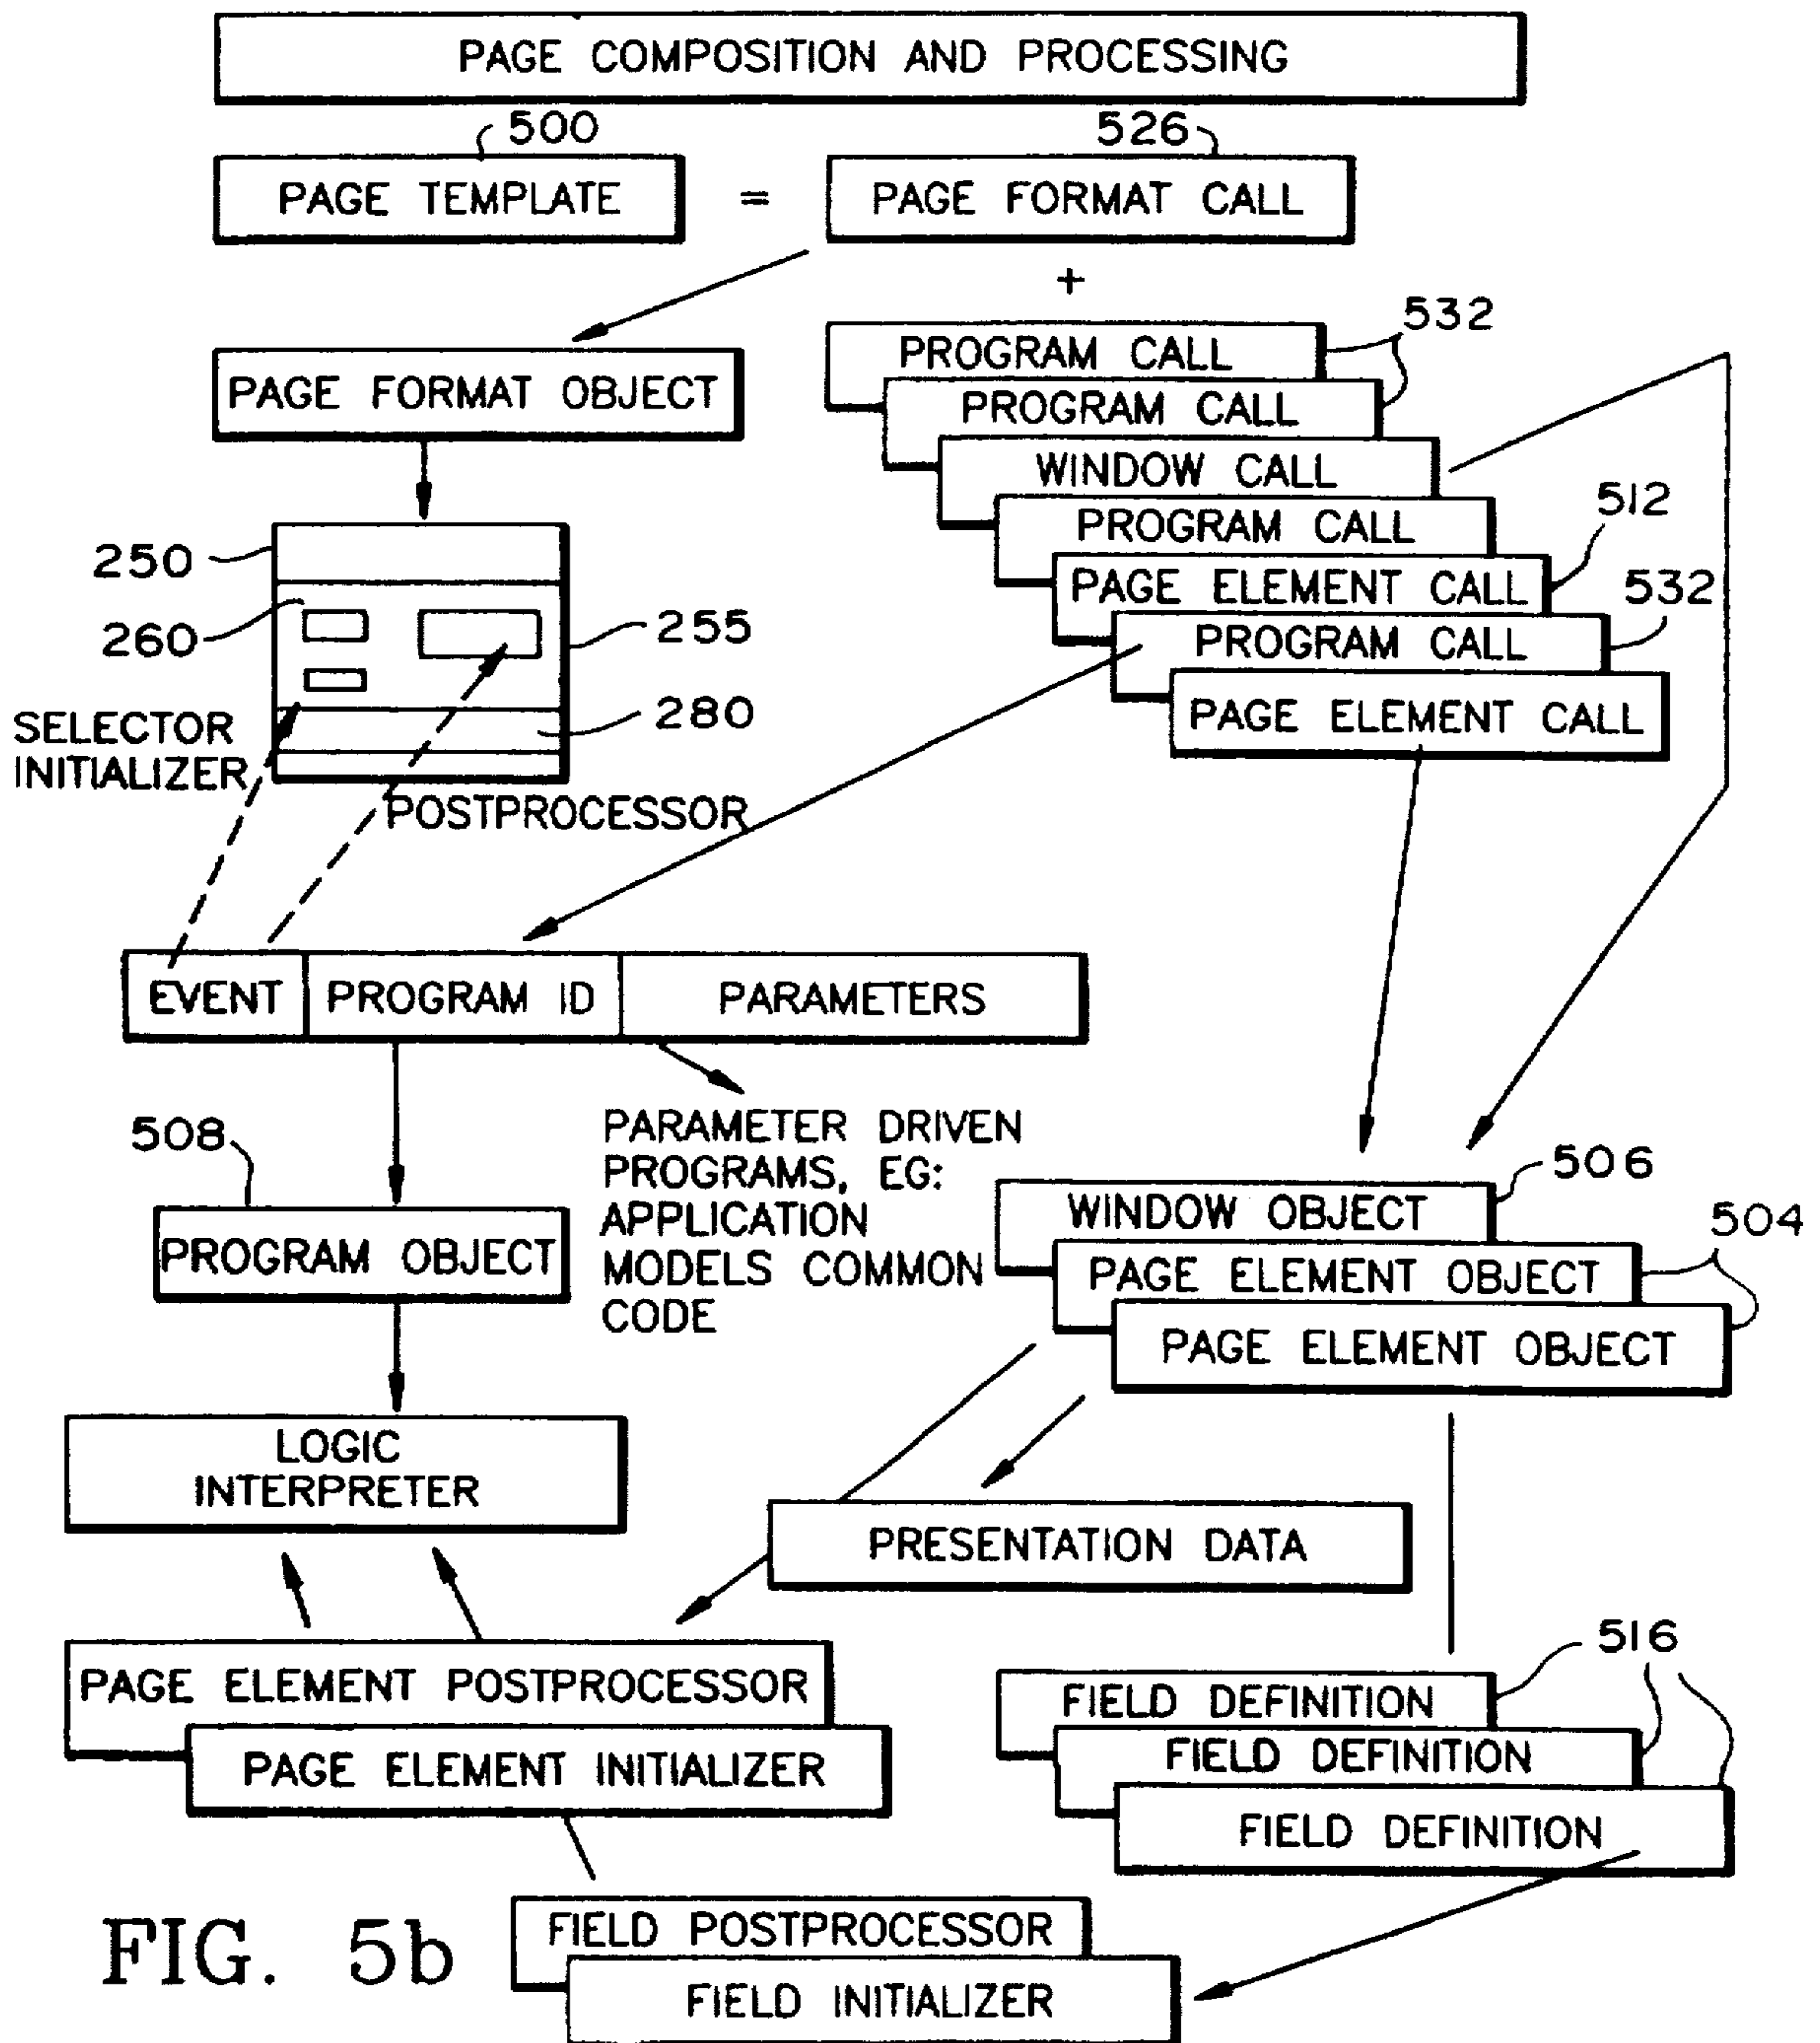 PAGE COMPOSITION AND PROCESSING
500
526
PAGE TEMPLATE = PAGE FORMAT CALL
+
532
PROGRAM CALL
PAGE FORMAT OBJECT
PROGRAM CALL
WINDOW CALL
PROGRAM CALL
512
PAGE ELEMENT CALL
532
PROGRAM CALL
PAGE ELEMENT CALL
250
260
255
280
SELECTOR
INITIALIZER
POSTPROCESSOR
EVENT PROGRAM ID PARAMETERS
PARAMETER DRIVEN
PROGRAMS, EG:
APPLICATION
MODELS COMMON
CODE
508
PROGRAM OBJECT
506
WINDOW OBJECT
504
PAGE ELEMENT OBJECT
PAGE ELEMENT OBJECT
LOGIC
INTERPRETER
PRESENTATION DATA
PAGE ELEMENT POSTPROCESSOR
PAGE ELEMENT INITIALIZER
516
FIELD DEFINITION
FIELD DEFINITION
FIELD DEFINITION
FIELD POSTPROCESSOR
FIELD INITIALIZER
FIG. 5b